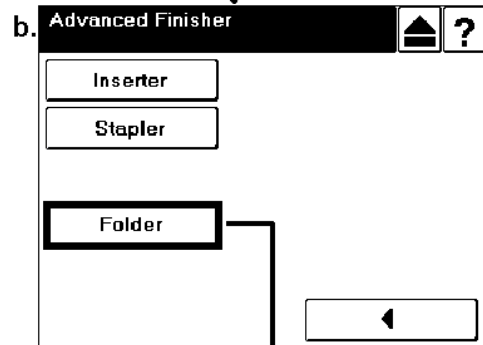 b.
Advanced Finisher
?
Inserter
Stapler
Folder